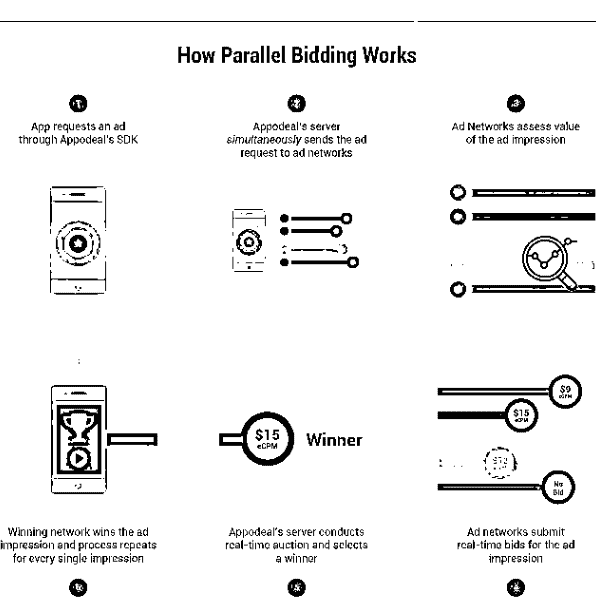 How Parallel Bidding Works
App requests an ad
through Appodeal's SDK
Appodeal's server
simultaneously sends the ad
request to ad networks
Ad Networks assess value
of the ad impression
$9
eCPM
$15
eCPM
No
Bid
$15
eCPM
Winner
Ad networks submit
real-time bids for the ad
impression
Appodeal's server conducts
real-time auction and selects
a winner
Winning network wins the ad
impression and process repeats
for every single impression